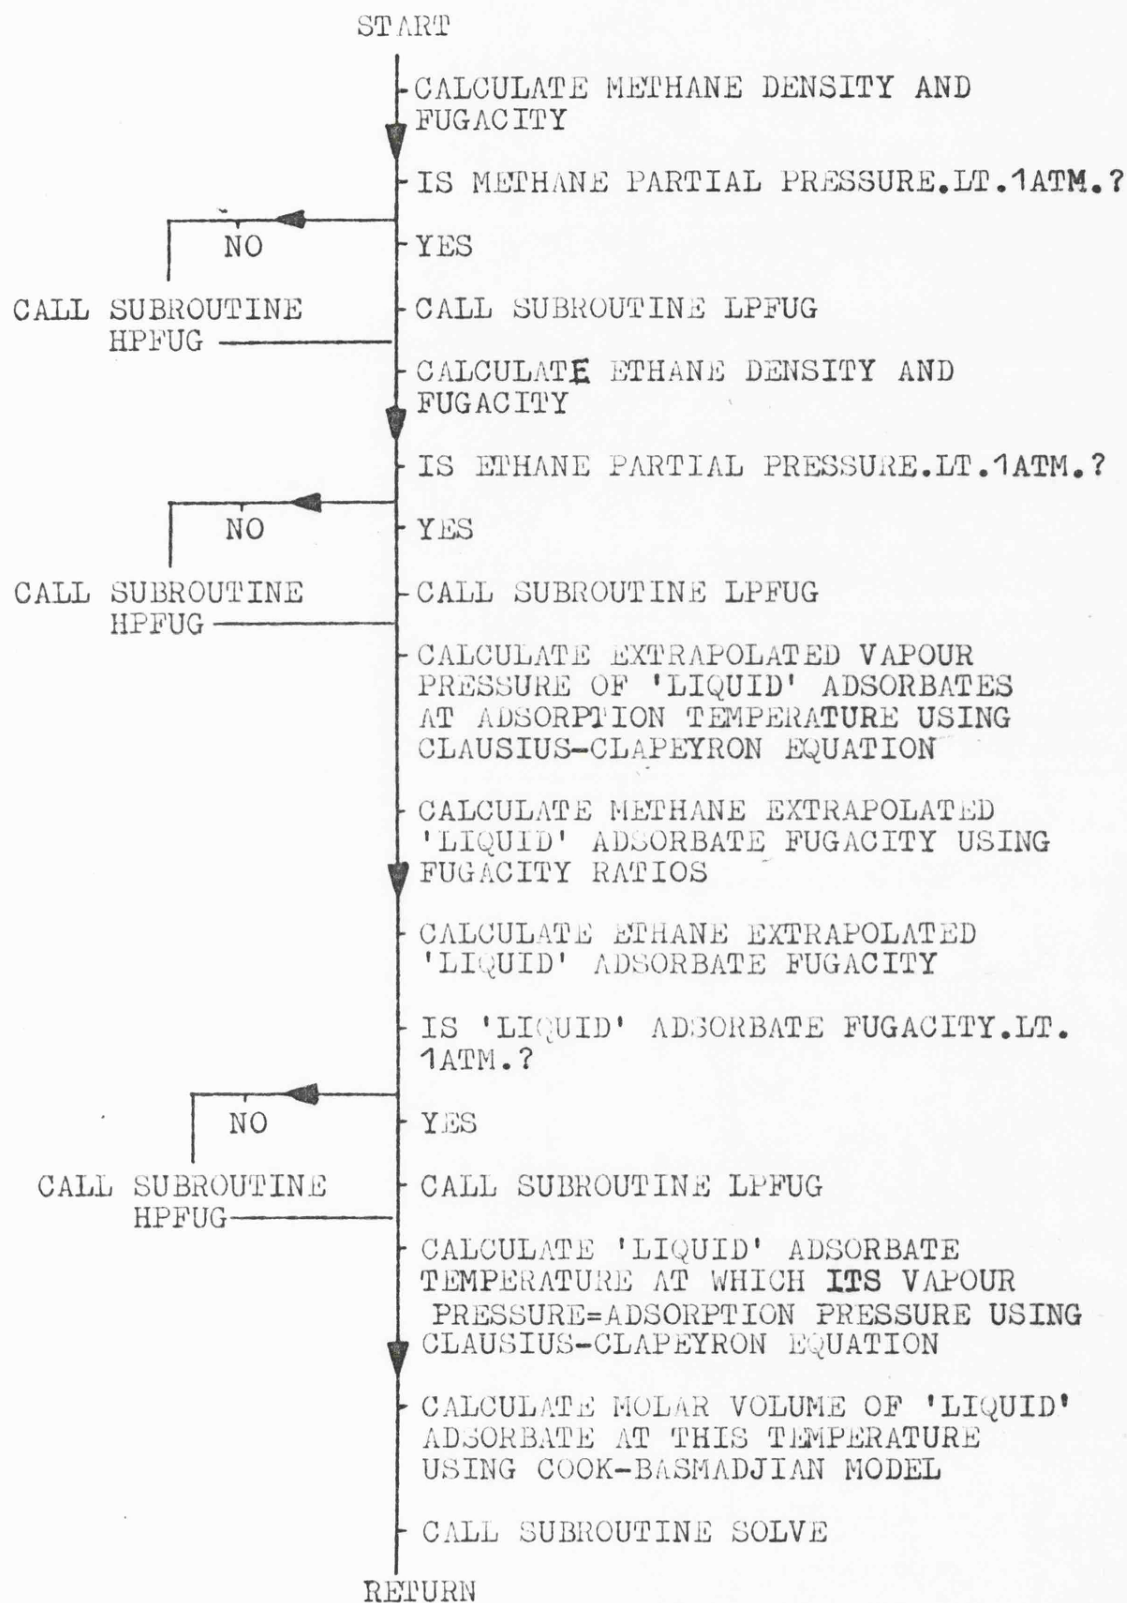 START
CALCULATE METHANE DENSITY AND
FUGACITY
IS METHANE PARTIAL PRESSURE.LT.1ATM.?
NO
YES
CALL SUBROUTINE
HPFUG
CALL SUBROUTINE LPFUG
CALCULATE ETHANE DENSITY AND
FUGACITY
IS ETHANE PARTIAL PRESSURE.LT.1ATM.?
NO
YES
CALL SUBROUTINE
HPFUG
CALL SUBROUTINE LPFUG
CALCULATE EXTRAPOLATED VAPOUR
PRESSURE OF 'LIQUID' ADSORBATES
AT ADSORPTION TEMPERATURE USING
CLAUSIUS-CLAPEYRON EQUATION
CALCULATE METHANE EXTRAPOLATED
'LIQUID' ADSORBATE FUGACITY USING
FUGACITY RATIOS
CALCULATE ETHANE EXTRAPOLATED
'LIQUID' ADSORBATE FUGACITY
IS 'LIQUID' ADSORBATE FUGACITY.LT.
1ATM.?
NO
YES
CALL SUBROUTINE
HPFUG
CALL SUBROUTINE LPFUG
CALCULATE 'LIQUID' ADSORBATE
TEMPERATURE AT WHICH ITS VAPOUR
PRESSURE=ADSORPTION PRESSURE USING
CLAUSIUS-CLAPEYRON EQUATION
CALCULATE MOLAR VOLUME OF 'LIQUID'
ADSORBATE AT THIS TEMPERATURE
USING COOK-BASMADJIAN MODEL
CALL SUBROUTINE SOLVE
RETURN